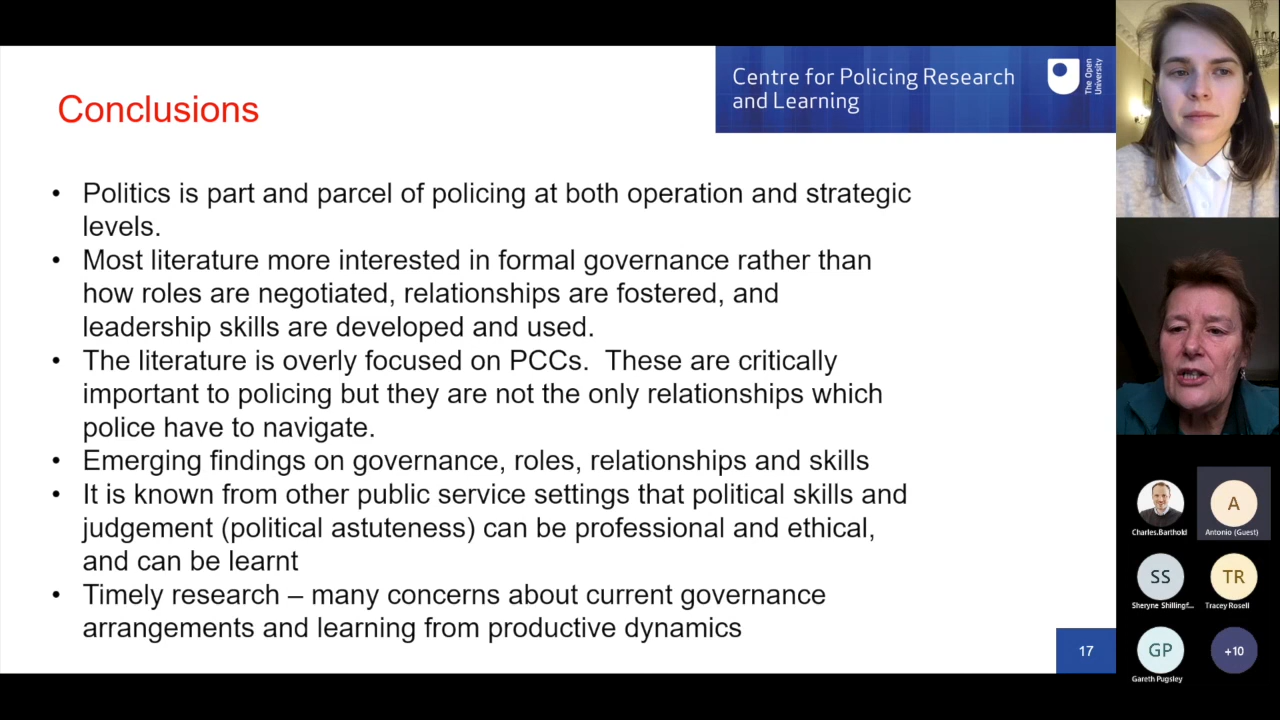 Centre for Policing Research
and Learning
The Open
University
Conclusions
• Politics is part and parcel of policing at both operation and strategic
levels.
• Most literature more interested in formal governance rather than
how roles are negotiated, relationships are fostered, and
leadership skills are developed and used.
• The literature is overly focused on PCCs.  These are critically
important to policing but they are not the only relationships which
police have to navigate.
• Emerging findings on governance, roles, relationships and skills
• It is known from other public service settings that political skills and
judgement (political astuteness) can be professional and ethical,
and can be learnt
• Timely research – many concerns about current governance
arrangements and learning from productive dynamics
17
A
Charles.Barthold
Antonio (Guest)
SS
TR
Sheryne Shillingf...
Tracey Rosell
GP
+10
Gareth Pugsley